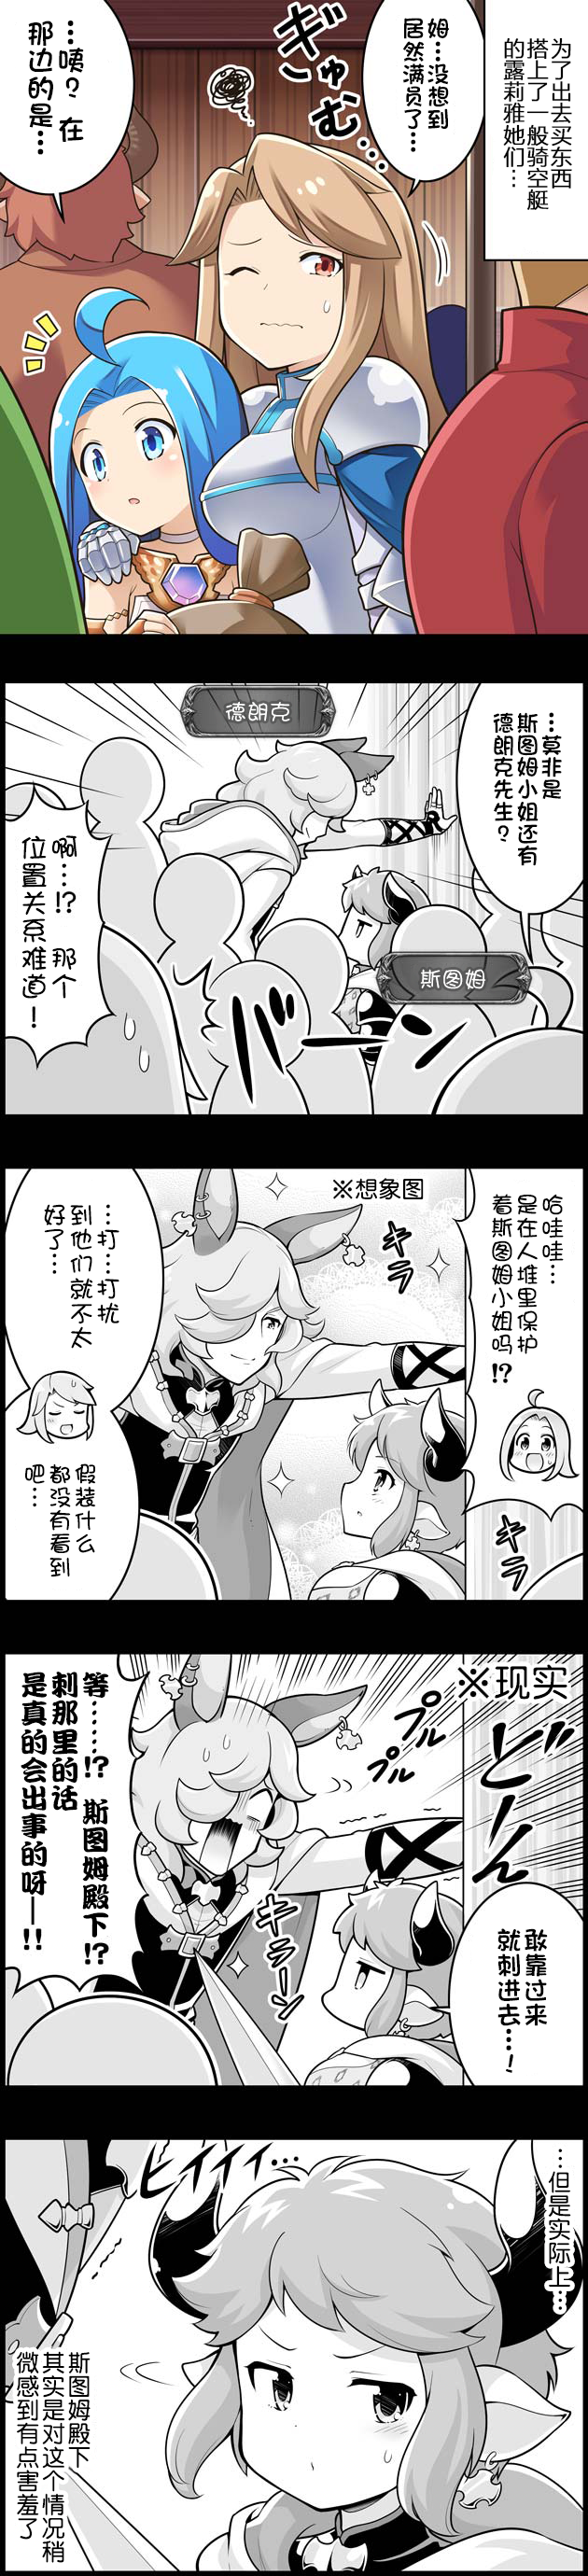 为了出去买东西
搭上了一般骑空艇
的露莉雅她们…
姆…没想到
居然满员了…
ぎゅむ…
…咦？在
那边的是…
…莫非是
斯图姆小姐还有
德朗克先生？
德朗克
斯图姆
啊…!? 那个
位置关系难道！
バーーン
哈哇哇…
是在人堆里保护
着斯图姆小姐吗
!?
キラ
※想象图
キラ
…打…打扰
到他们就不太
好了…
假装什么
都没有看到
吧…
※现实
どーーん
敢靠过来
就刺进去…！
プルプル
プルプル
キラーン
等……!? 斯图姆殿下!?
刺那里的话
是真的会出事的呀—!!
…但是实际上…
ヒイイイ…
斯图姆殿下
其实是对这个情况稍
微感到有点害羞了